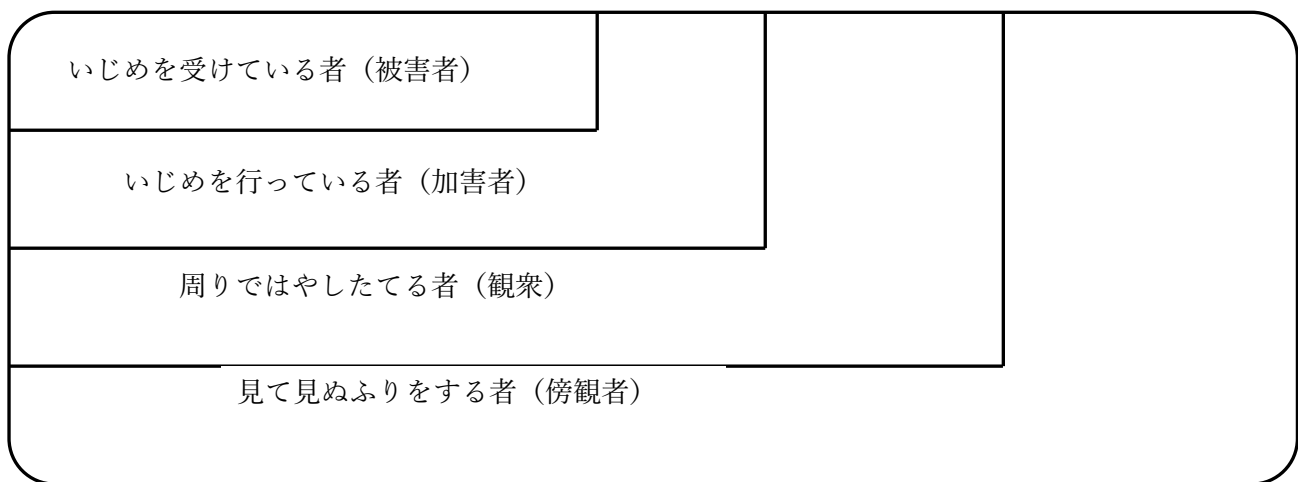 いじめを受けている者（被害者）
いじめを行っている者（加害者）
周りではやしたてる者（観衆）
見て見ぬふりをする者（傍観者）